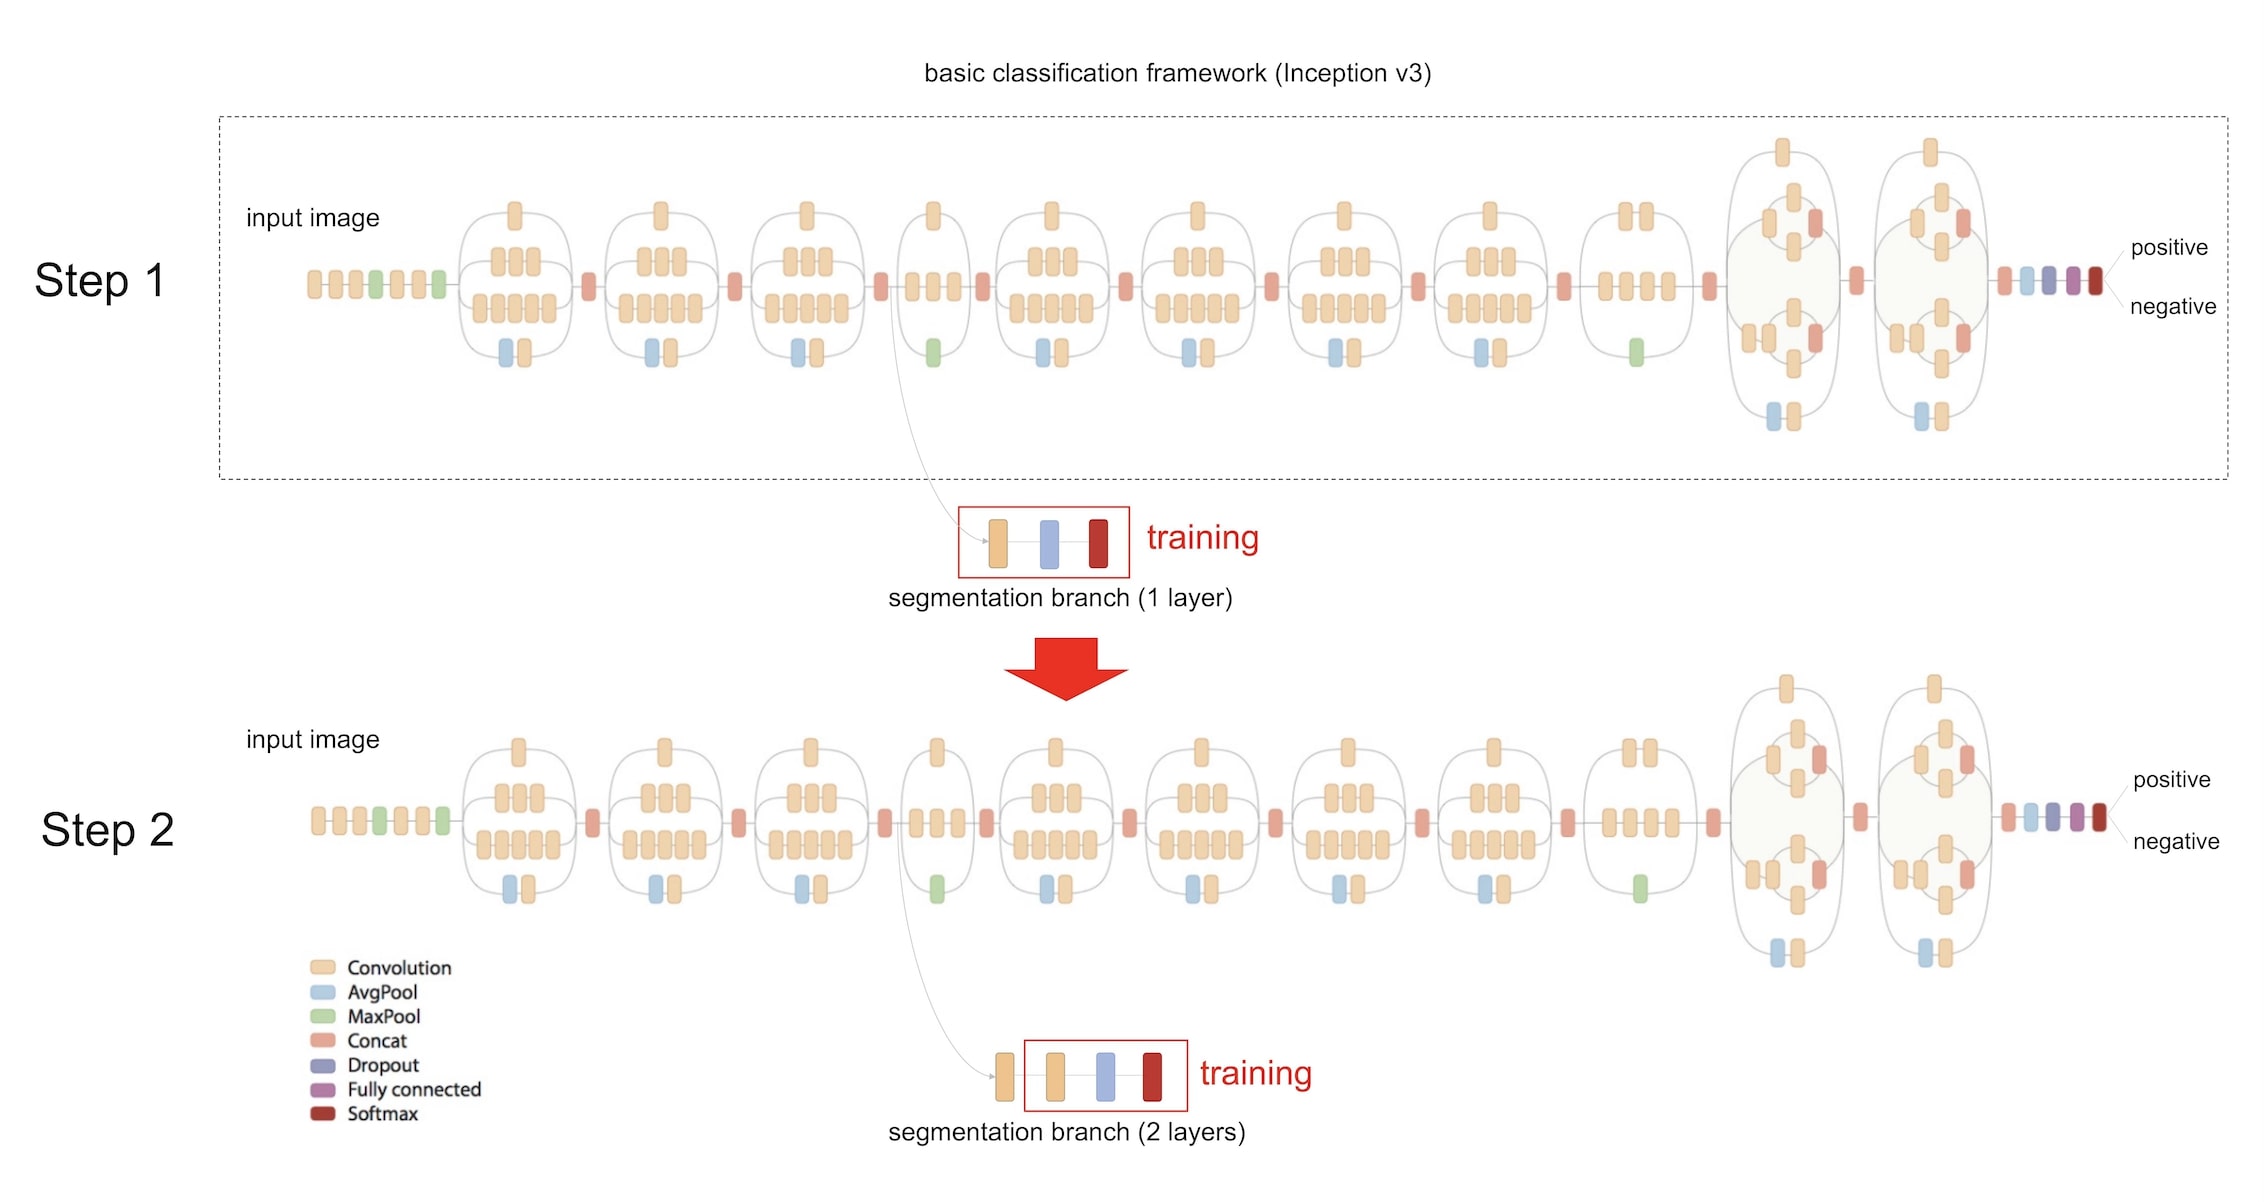 basic classification framework (Inception v3)
input image
Step 1
positive
negative
training
segmentation branch (1 layer)
input image
Step 2
positive
negative
Convolution
AvgPool
MaxPool
Concat
Dropout
Fully connected
Softmax
training
segmentation branch (2 layers)